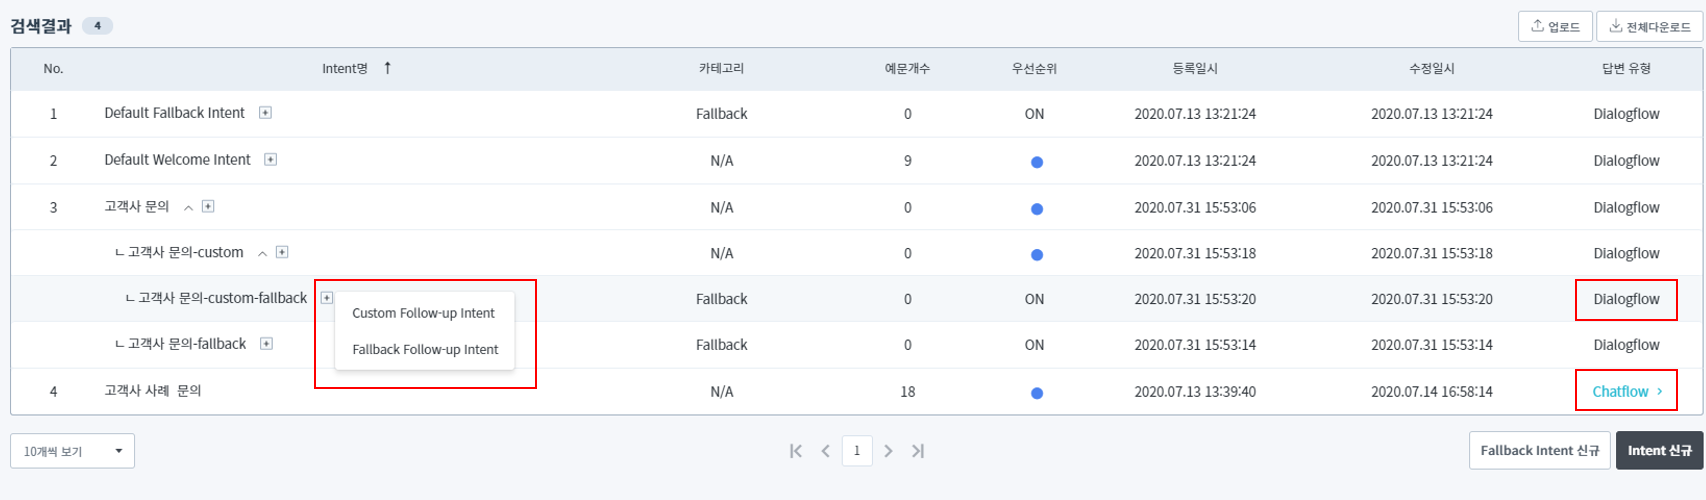 검색결과 4
업로드 전체다운로드
No. Intent명 ↑ 카테고리 예문개수 우선순위 등록일시 수정일시 답변 유형
1 Default Fallback Intent Fallback 0 ON 2020.07.13 13:21:24 2020.07.13 13:21:24 Dialogflow
2 Default Welcome Intent N/A 9 2020.07.13 13:21:24 2020.07.13 13:21:24 Dialogflow
3 고객사 문의 N/A 0 2020.07.31 15:53:06 2020.07.31 15:53:06 Dialogflow
ㄴ고객사 문의-custom N/A 0 2020.07.31 15:53:18 2020.07.31 15:53:18 Dialogflow
ㄴ고객사 문의-custom-fallback Fallback 0 ON 2020.07.31 15:53:20 2020.07.31 15:53:20 Dialogflow
Custom Follow-up Intent
Fallback Follow-up Intent
ㄴ고객사 문의-fallback Fallback 0 ON 2020.07.31 15:53:14 2020.07.31 15:53:14 Dialogflow
4 고객사 사례 문의 N/A 18 2020.07.13 13:39:40 2020.07.14 16:58:14 Chatflow >
10개씩 보기 1 Fallback Intent 신규 Intent 신규